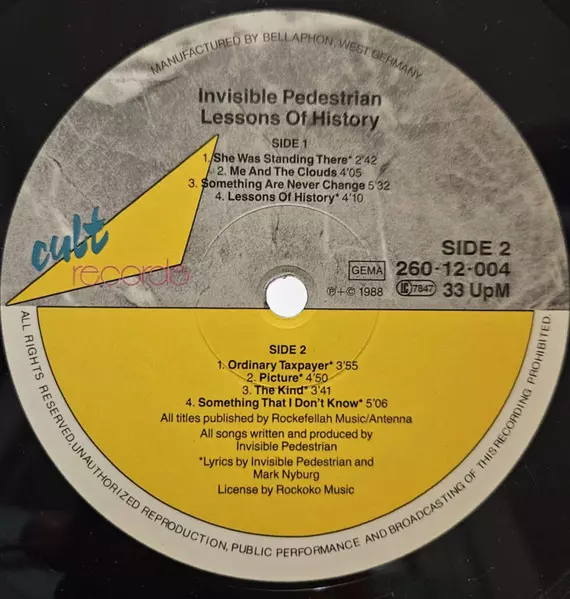 MANUFACTURED BY BELLAPHON, WEST GERMANY
Invisible Pedestrian
Lessons Of History
SIDE 1
1. She Was Standing There* 2'42
2. Me And The Clouds 4'05
3. Something Are Never Change 5'32
4. Lessons Of History* 4'10
cult
records
SIDE 2
GEMA 260-12-004
℗+© 1988 LC 7847 33 UpM
SIDE 2
1. Ordinary Taxpayer* 3'55
2. Picture* 4'50
3. The Kind* 3'41
4. Something That I Don't Know* 5'06
All titles published by Rockefellah Music/Antenna
All songs written and produced by
Invisible Pedestrian
*Lyrics by Invisible Pedestrian and
Mark Nyburg
License by Rockoko Music
ALL RIGHTS RESERVED. UNAUTHORIZED REPRODUCTION, PUBLIC PERFORMANCE AND BROADCASTING OF THIS RECORDING PROHIBITED.